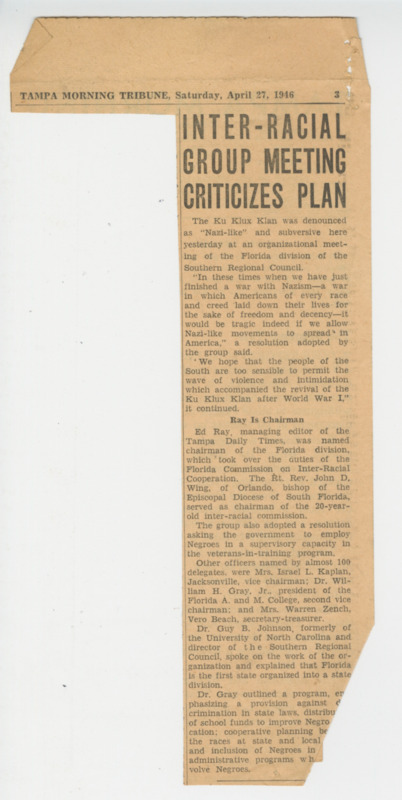 TAMPA MORNING TRIBUNE, Saturday, April 27, 1946 3
INTER-RACIAL
GROUP MEETING
CRITICIZES PLAN
The Ku Klux Klan was denounced
as "Nazi-like" and subversive here
yesterday at an organizational meet-
ing of the Florida division of the
Southern Regional Council.
"In these times when we have just
finished a war with Nazism—a war
in which Americans of every race
and creed laid down their lives for
the sake of freedom and decency—it
would be tragic indeed if we allow
Nazi-like movements to spread in
America," a resolution adopted by
the group said.
"We hope that the people of the
South are too sensible to permit the
wave of violence and intimidation
which accompanied the revival of the
Ku Klux Klan after World War I,"
it continued.
Ray Is Chairman
Ed Ray, managing editor of the
Tampa Daily Times, was named
chairman of the Florida division,
which took over the duties of the
Florida Commission on Inter-Racial
Cooperation. The Rt. Rev. John D.
Wing, of Orlando, bishop of the
Episcopal Diocese of South Florida,
served as chairman of the 20-year-
old inter-racial commission.
The group also adopted a resolution
asking the government to employ
Negroes in a supervisory capacity in
the veterans-in-training program.
Other officers named by almost 100
delegates, were Mrs. Israel L. Kaplan,
Jacksonville, vice chairman; Dr. Wil-
liam H. Gray, Jr., president of the
Florida A. and M. College, second vice
chairman; and Mrs. Warren Zench,
Vero Beach, secretary-treasurer.
Dr. Guy B. Johnson, formerly of
the University of North Carolina and
director of the Southern Regional
Council, spoke on the work of the or-
ganization and explained that Florida
is the first state organized into a state
division.
Dr. Gray outlined a program, em
phasizing a provision against d
crimination in state laws, distribu
of school funds to improve Negro
cation; cooperative planning be
the races at state and local
and inclusion of Negroes in
administrative programs wh
volve Negroes.